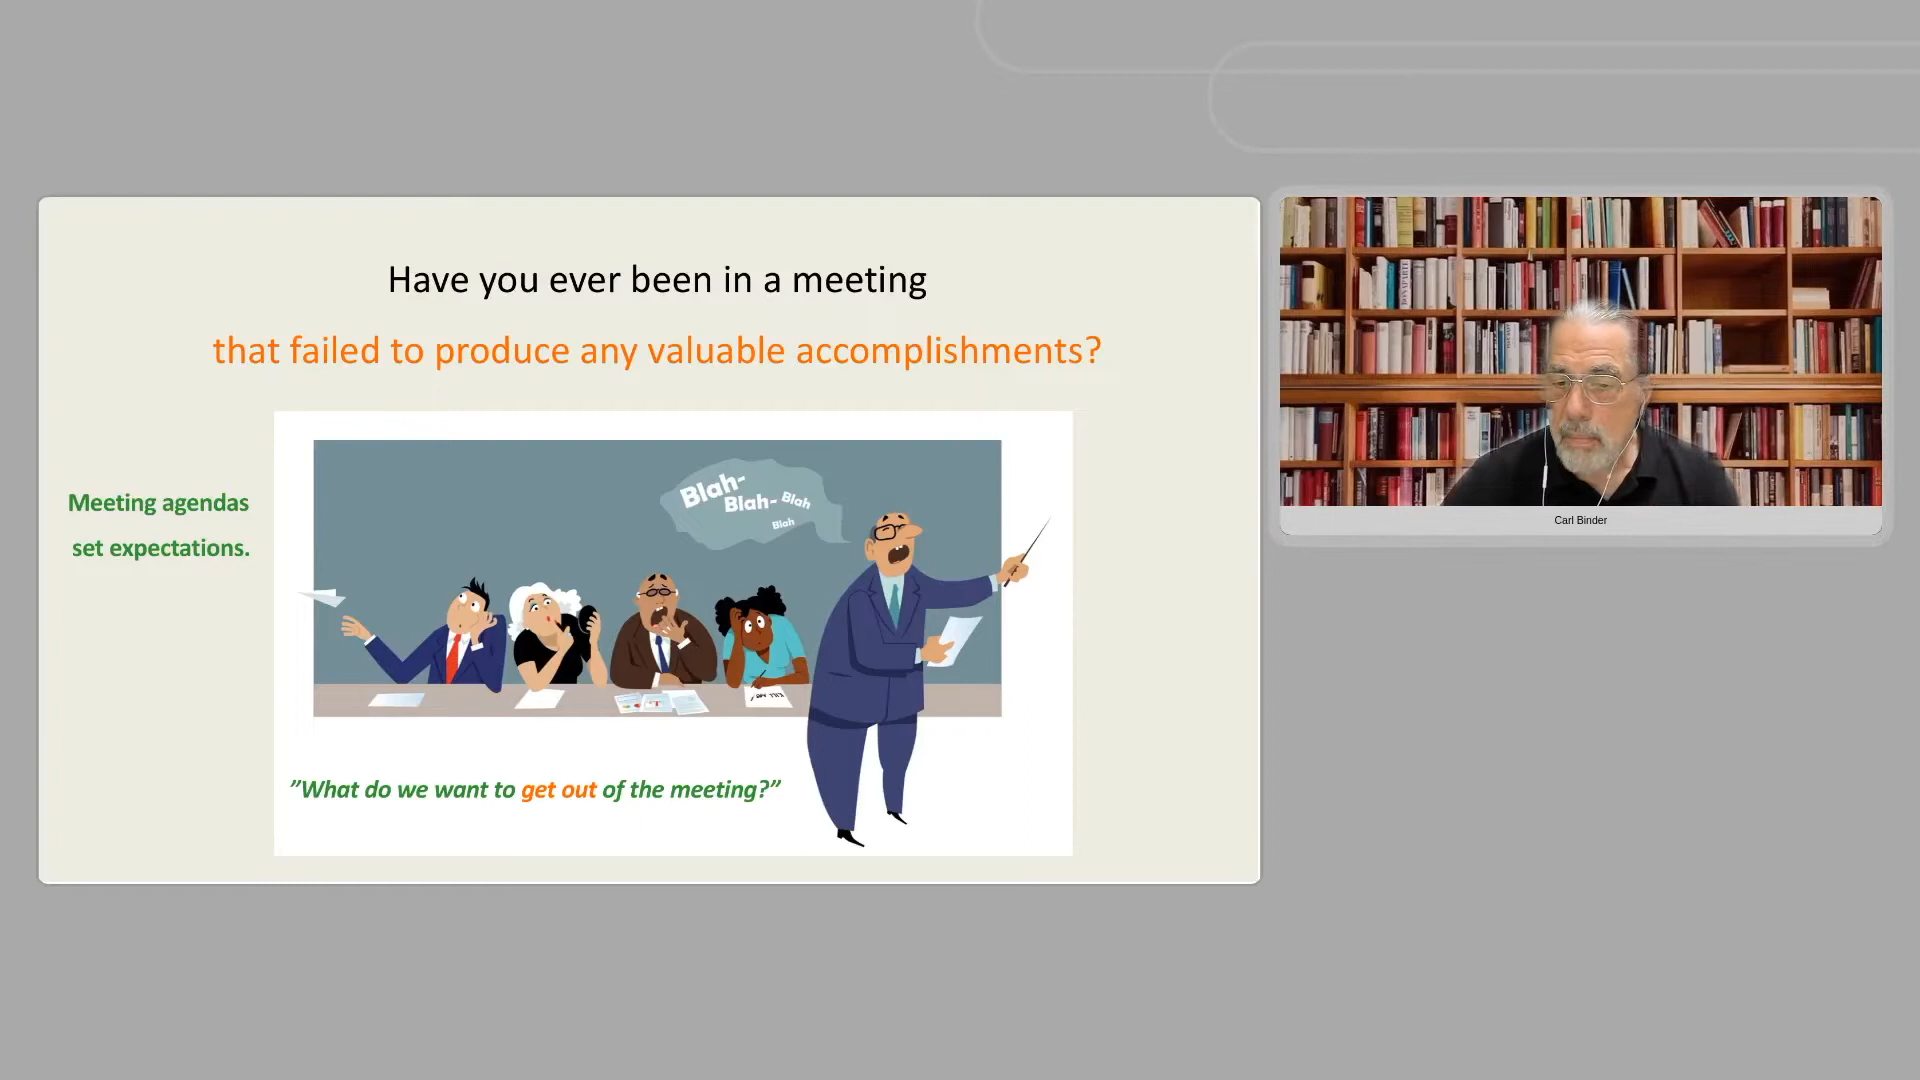 Have you ever been in a meeting
that failed to produce any valuable accomplishments?
Meeting agendas
set expectations.
Blah-
Blah- Blah
Blah
”What do we want to get out of the meeting?”
Carl Binder